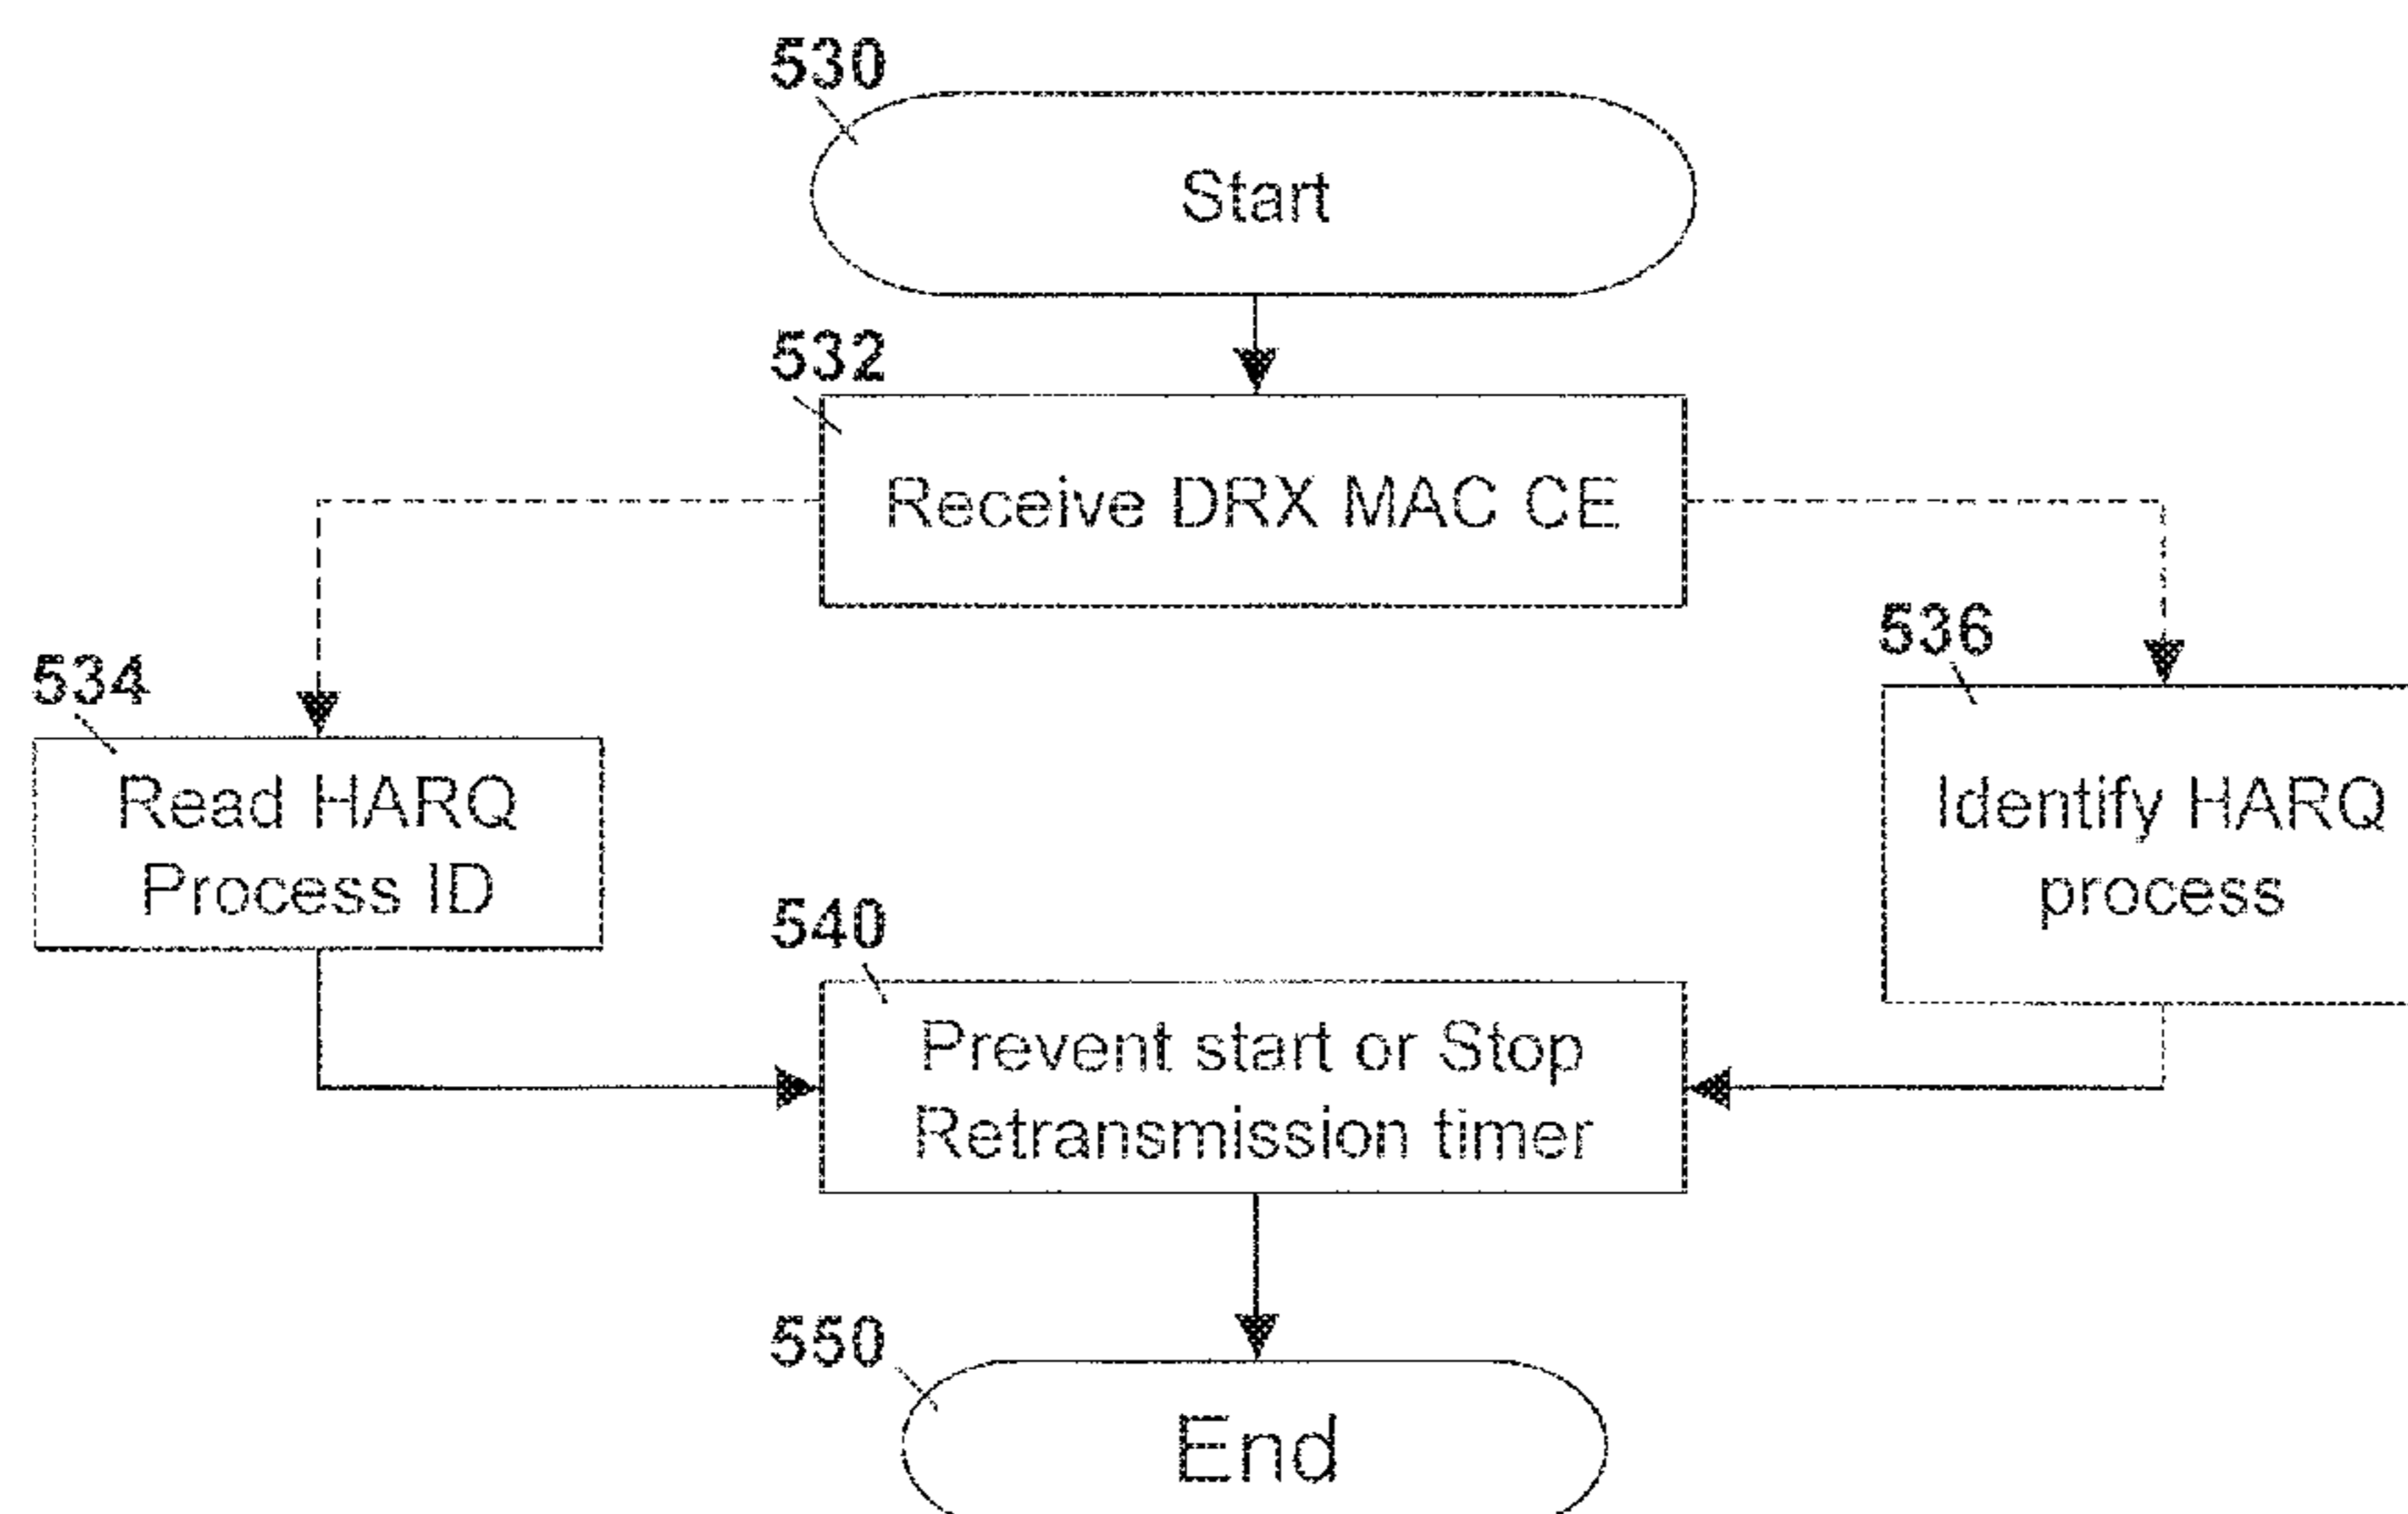 530
Start
532
Receive DRX MAC CE
534
Read HARQ
Process ID
536
Identify HARQ
process
540
Prevent start or Stop
Retransmission timer
550
End